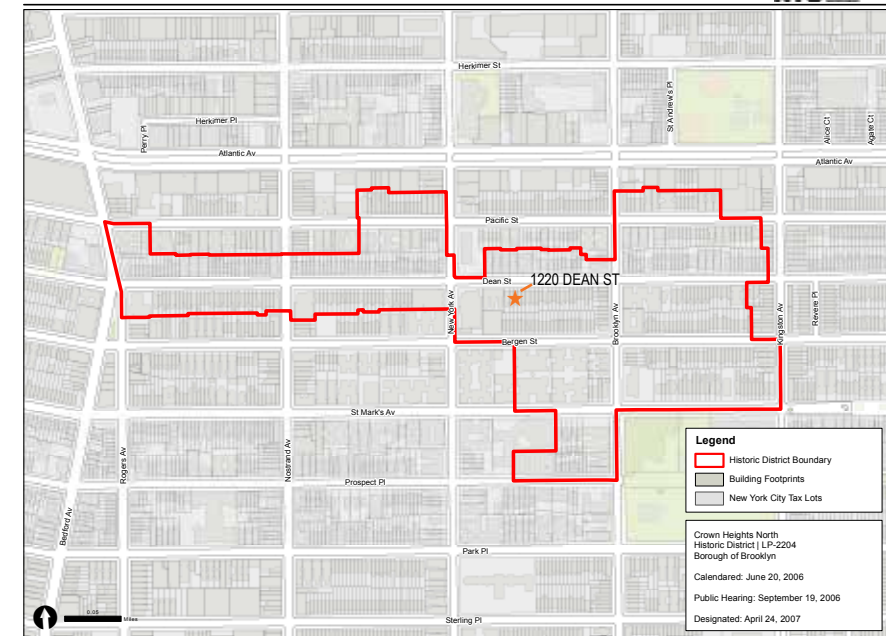 Herkimer St
St Andrew's Pl
Perry Pl
Herkimer Pl
Alice Ct
Agate Ct
Atlantic Av
Atlantic Av
Pacific St
Dean St
1220 DEAN ST
New York Av
Brooklyn Av
Kingston Av
Revere Pl
Bergen St
St Mark's Av
Rogers Av
Nostrand Av
Bedford Av
Prospect Pl
Park Pl
Sterling Pl
Legend
Historic District Boundary
Building Footprints
New York City Tax Lots
Crown Heights North
Historic District | LP-2204
Borough of Brooklyn
Calendared: June 20, 2006
Public Hearing: September 19, 2006
Designated: April 24, 2007
0.05
Miles